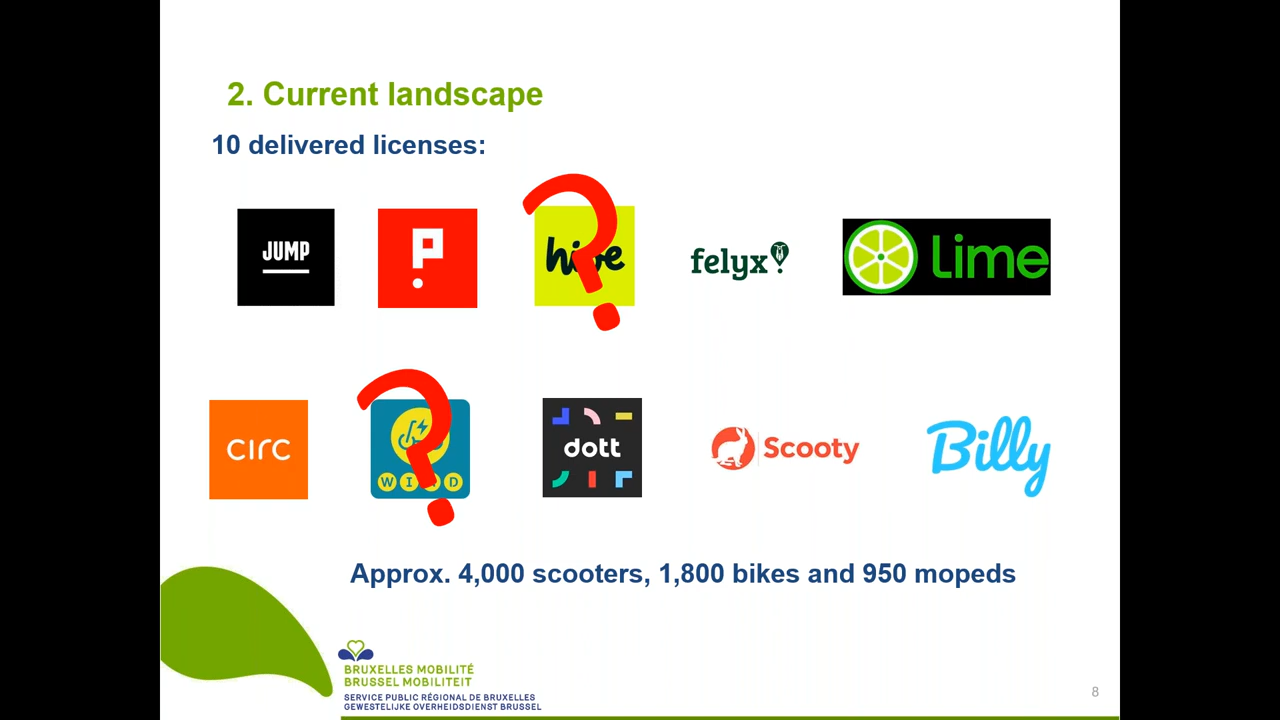 2. Current landscape
10 delivered licenses:
JUMP
P
hive
felyx
Lime
circ
WIND
dott
Scooty
Billy
Approx. 4,000 scooters, 1,800 bikes and 950 mopeds
BRUXELLES MOBILITÉ
BRUSSEL MOBILITEIT
SERVICE PUBLIC RÉGIONAL DE BRUXELLES
GEWESTELIJKE OVERHEIDSDIENST BRUSSEL
8